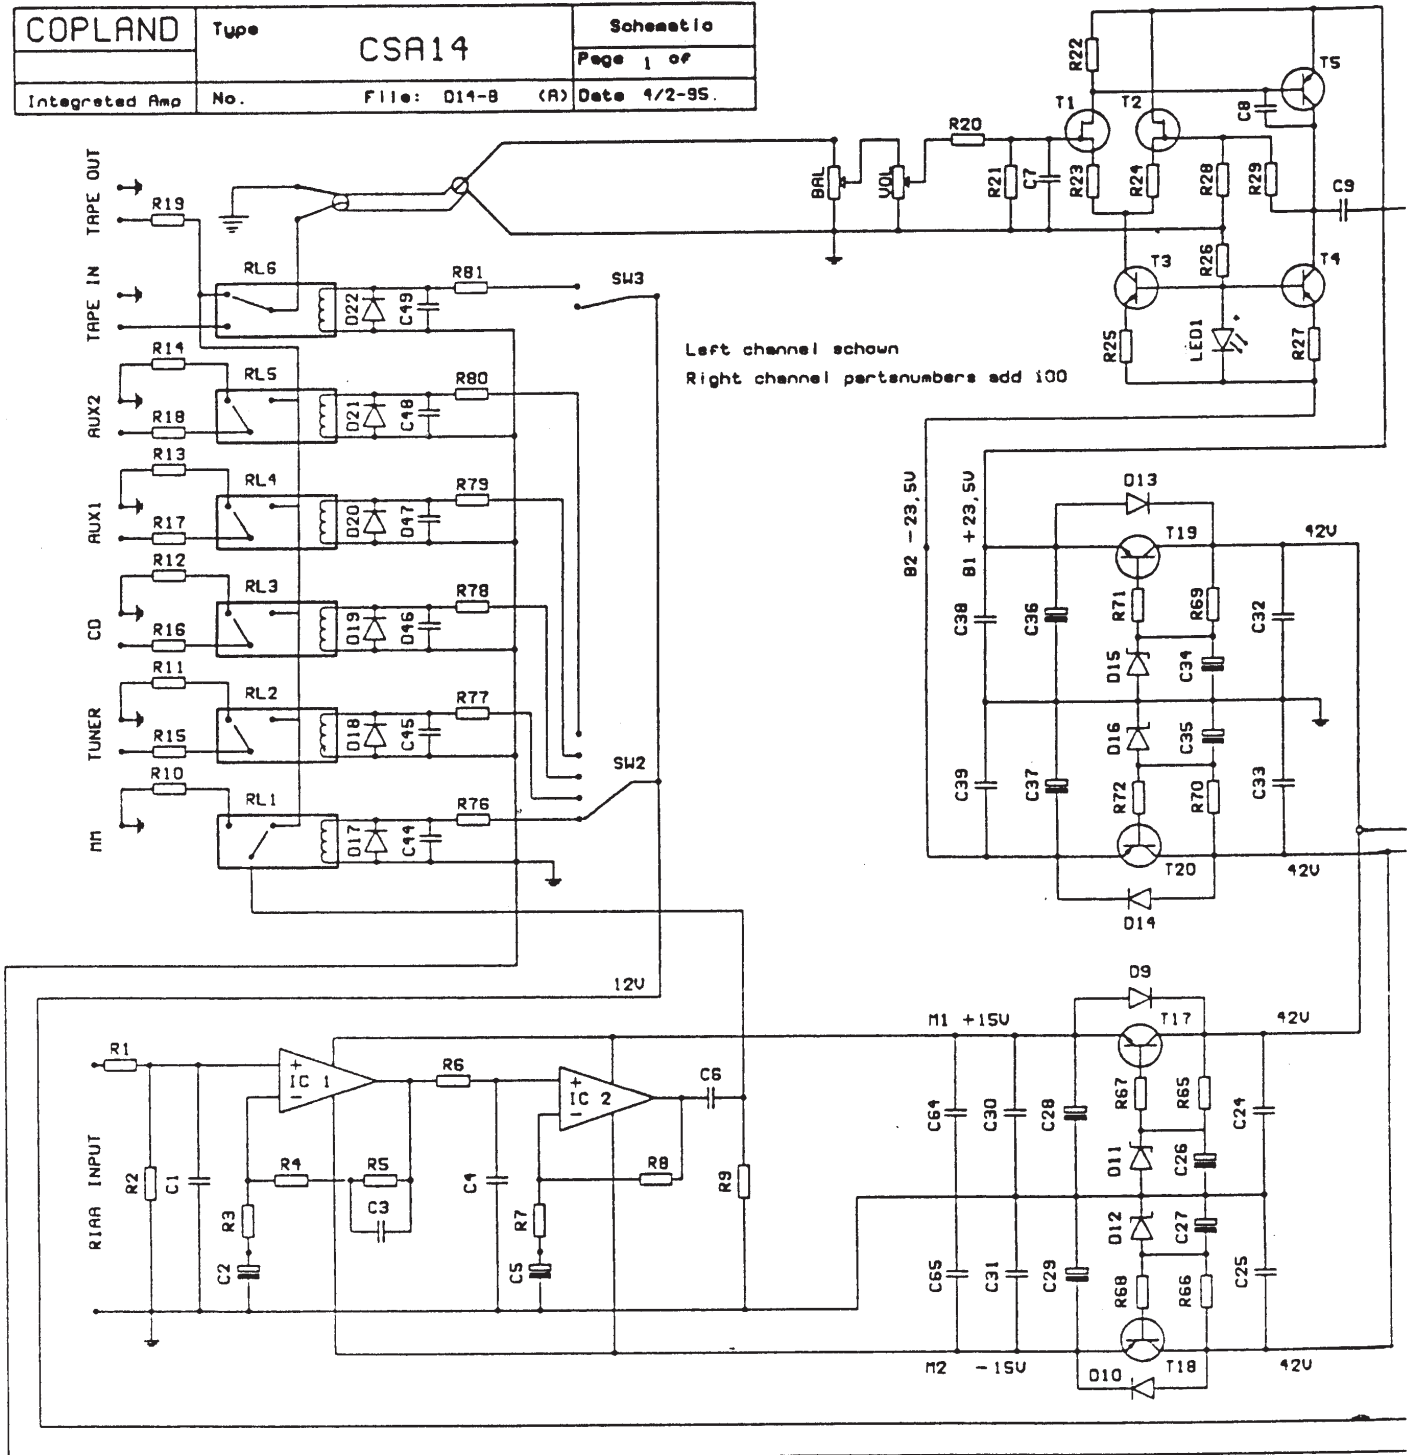 COPLAND
Type
CSA14
Schematic
Page 1 of
Integrated Amp
No.
File: D14-B (A)
Date 4/2-95.
TAPE OUT
R19
TAPE IN
RL6
D22
C49
R81
SW3
R14
AUX2
R18
RL5
D21
C48
R80
R13
AUX1
R17
RL4
D20
D47
R79
R12
CD
R16
RL3
D19
D46
R78
R11
TUNER
R15
RL2
D18
C45
R77
SW2
R10
MM
RL1
D17
C44
R76
BAL
VOL
R20
R21
C7
R22
T1
T2
R23
R24
R28
R29
C8
T5
C9
T3
R26
T4
R25
LED1
+
R27
Left channel schown
Right channel partsnumbers add 100
B2 -23,5V
B1 +23,5V
D13
T19
42V
C38
C36
R71
R69
C32
D15
C34
D16
C35
C39
C37
R72
R70
C33
T20
42V
D14
12V
R1
RIAA INPUT
R2
C1
+
IC 1
-
R3
C2
R4
R5
C3
R6
C4
+
IC 2
-
R7
C5
R8
C6
R9
M1 +15V
D9
T17
42V
C64
C30
C28
R67
R65
C24
D11
C26
D12
C27
C65
C31
C29
R68
R66
C25
M2 -15V
D10
T18
42V